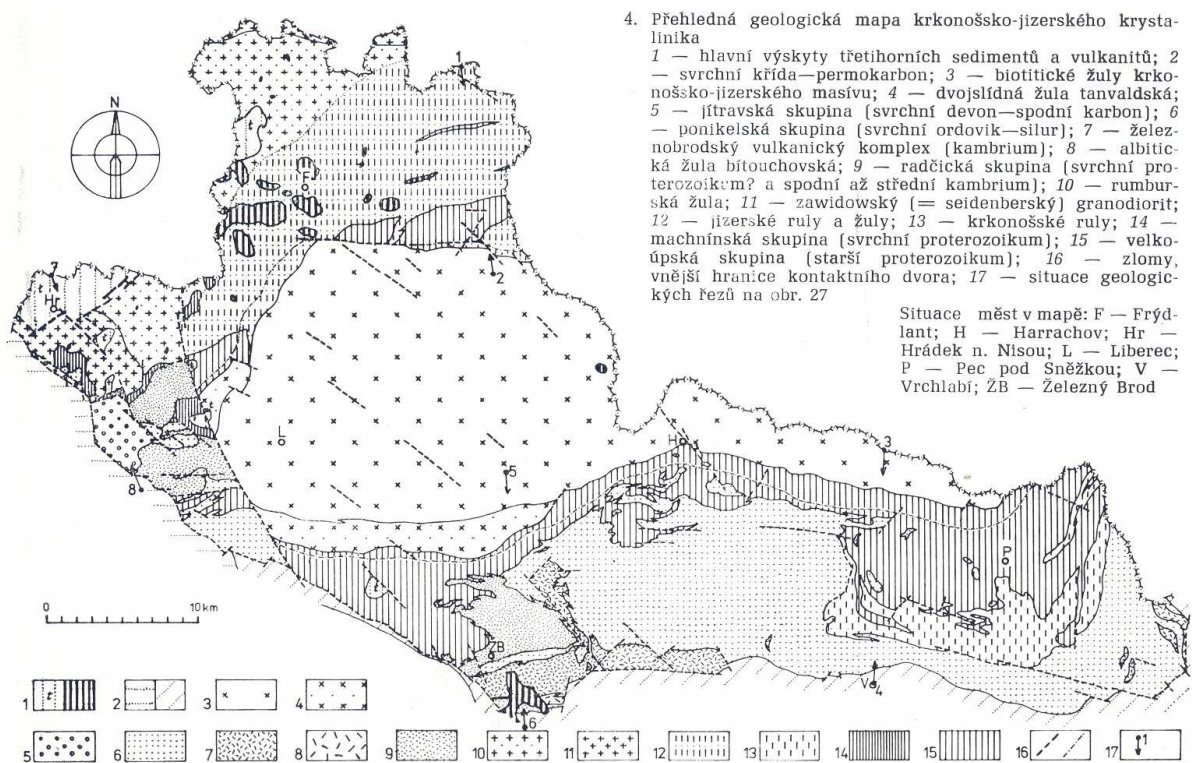 4. Přehledná geologická mapa krkonošsko-jizerského krysta-
linika
1 — hlavní výskyty třetihorních sedimentů a vulkanitů; 2
— svrchní křída—permokarbon; 3 — biotitické žuly krko-
nošsko-jizerského masívu; 4 — dvojslídná žula tanvaldská;
5 — jítravská skupina (svrchní devon—spodní karbon); 6
— ponikelská skupina (svrchní ordovik—silur); 7 — želez-
nobrodský vulkanický komplex (kambrium); 8 — albitic-
ká žula bítouchovská; 9 — radčická skupina (svrchní pro-
terozoikum? a spodní až střední kambrium); 10 — rumbur-
ská žula; 11 — zawidowský (= seidenberský) granodiorit;
12 — jizerské ruly a žuly; 13 — krkonošské ruly; 14 —
machnínská skupina (svrchní proterozoikum); 15 — velko-
úpská skupina (starší proterozoikum); 16 — zlomy,
vnější hranice kontaktního dvora; 17 — situace geologic-
kých řezů na obr. 27
Situace měst v mapě: F — Frýd-
lant; H — Harrachov; Hr —
Hrádek n. Nisou; L — Liberec;
P — Pec pod Sněžkou; V —
Vrchlabí; ŽB — Železný Brod
N
1
F
2
7
Hr
L
H
3
5
8
P
0 10 km
ŽB
V 4
6
1 t 2 3 4
5 6 7 8 9 10 11 12 13 14 15 16 17 1